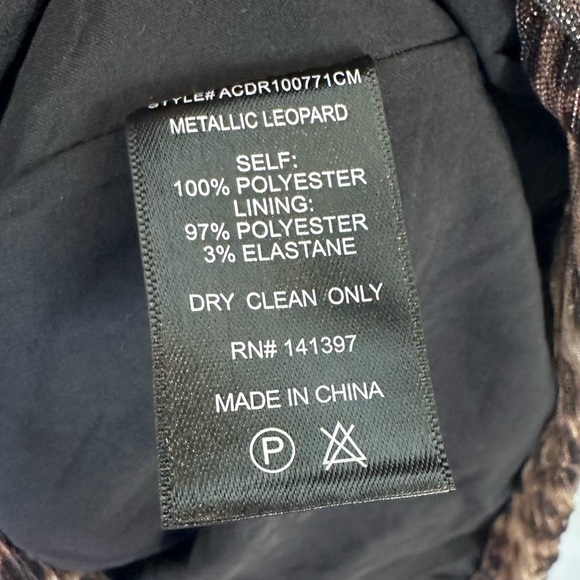 STYLE# ACDR100771CM
METALLIC LEOPARD
SELF:
100% POLYESTER
LINING:
97% POLYESTER
3% ELASTANE
DRY CLEAN ONLY
RN# 141397
MADE IN CHINA
P